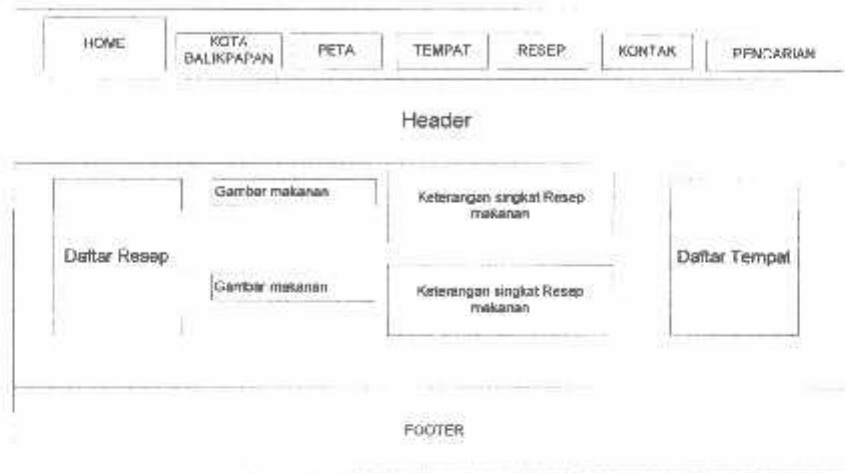 HOME
KOTA
BALIKPAPAN
PETA
TEMPAT
RESEP
KONTAK
PENCARIAN
Header
Daftar Resep
Gambar makanan
Keterangan singkat Resep
makanan
Gambar makanan
Keterangan singkat Resep
makanan
Daftar Tempat
FOOTER